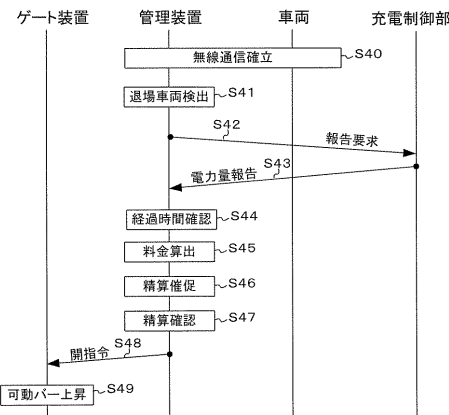 ゲート装置 管理装置 車両 充電制御部
無線通信確立 S40
退場車両検出 S41
S42
報告要求
S43
電力量報告
経過時間確認 S44
料金算出 S45
精算催促 S46
精算確認 S47
S48
開指令
可動バー上昇 S49